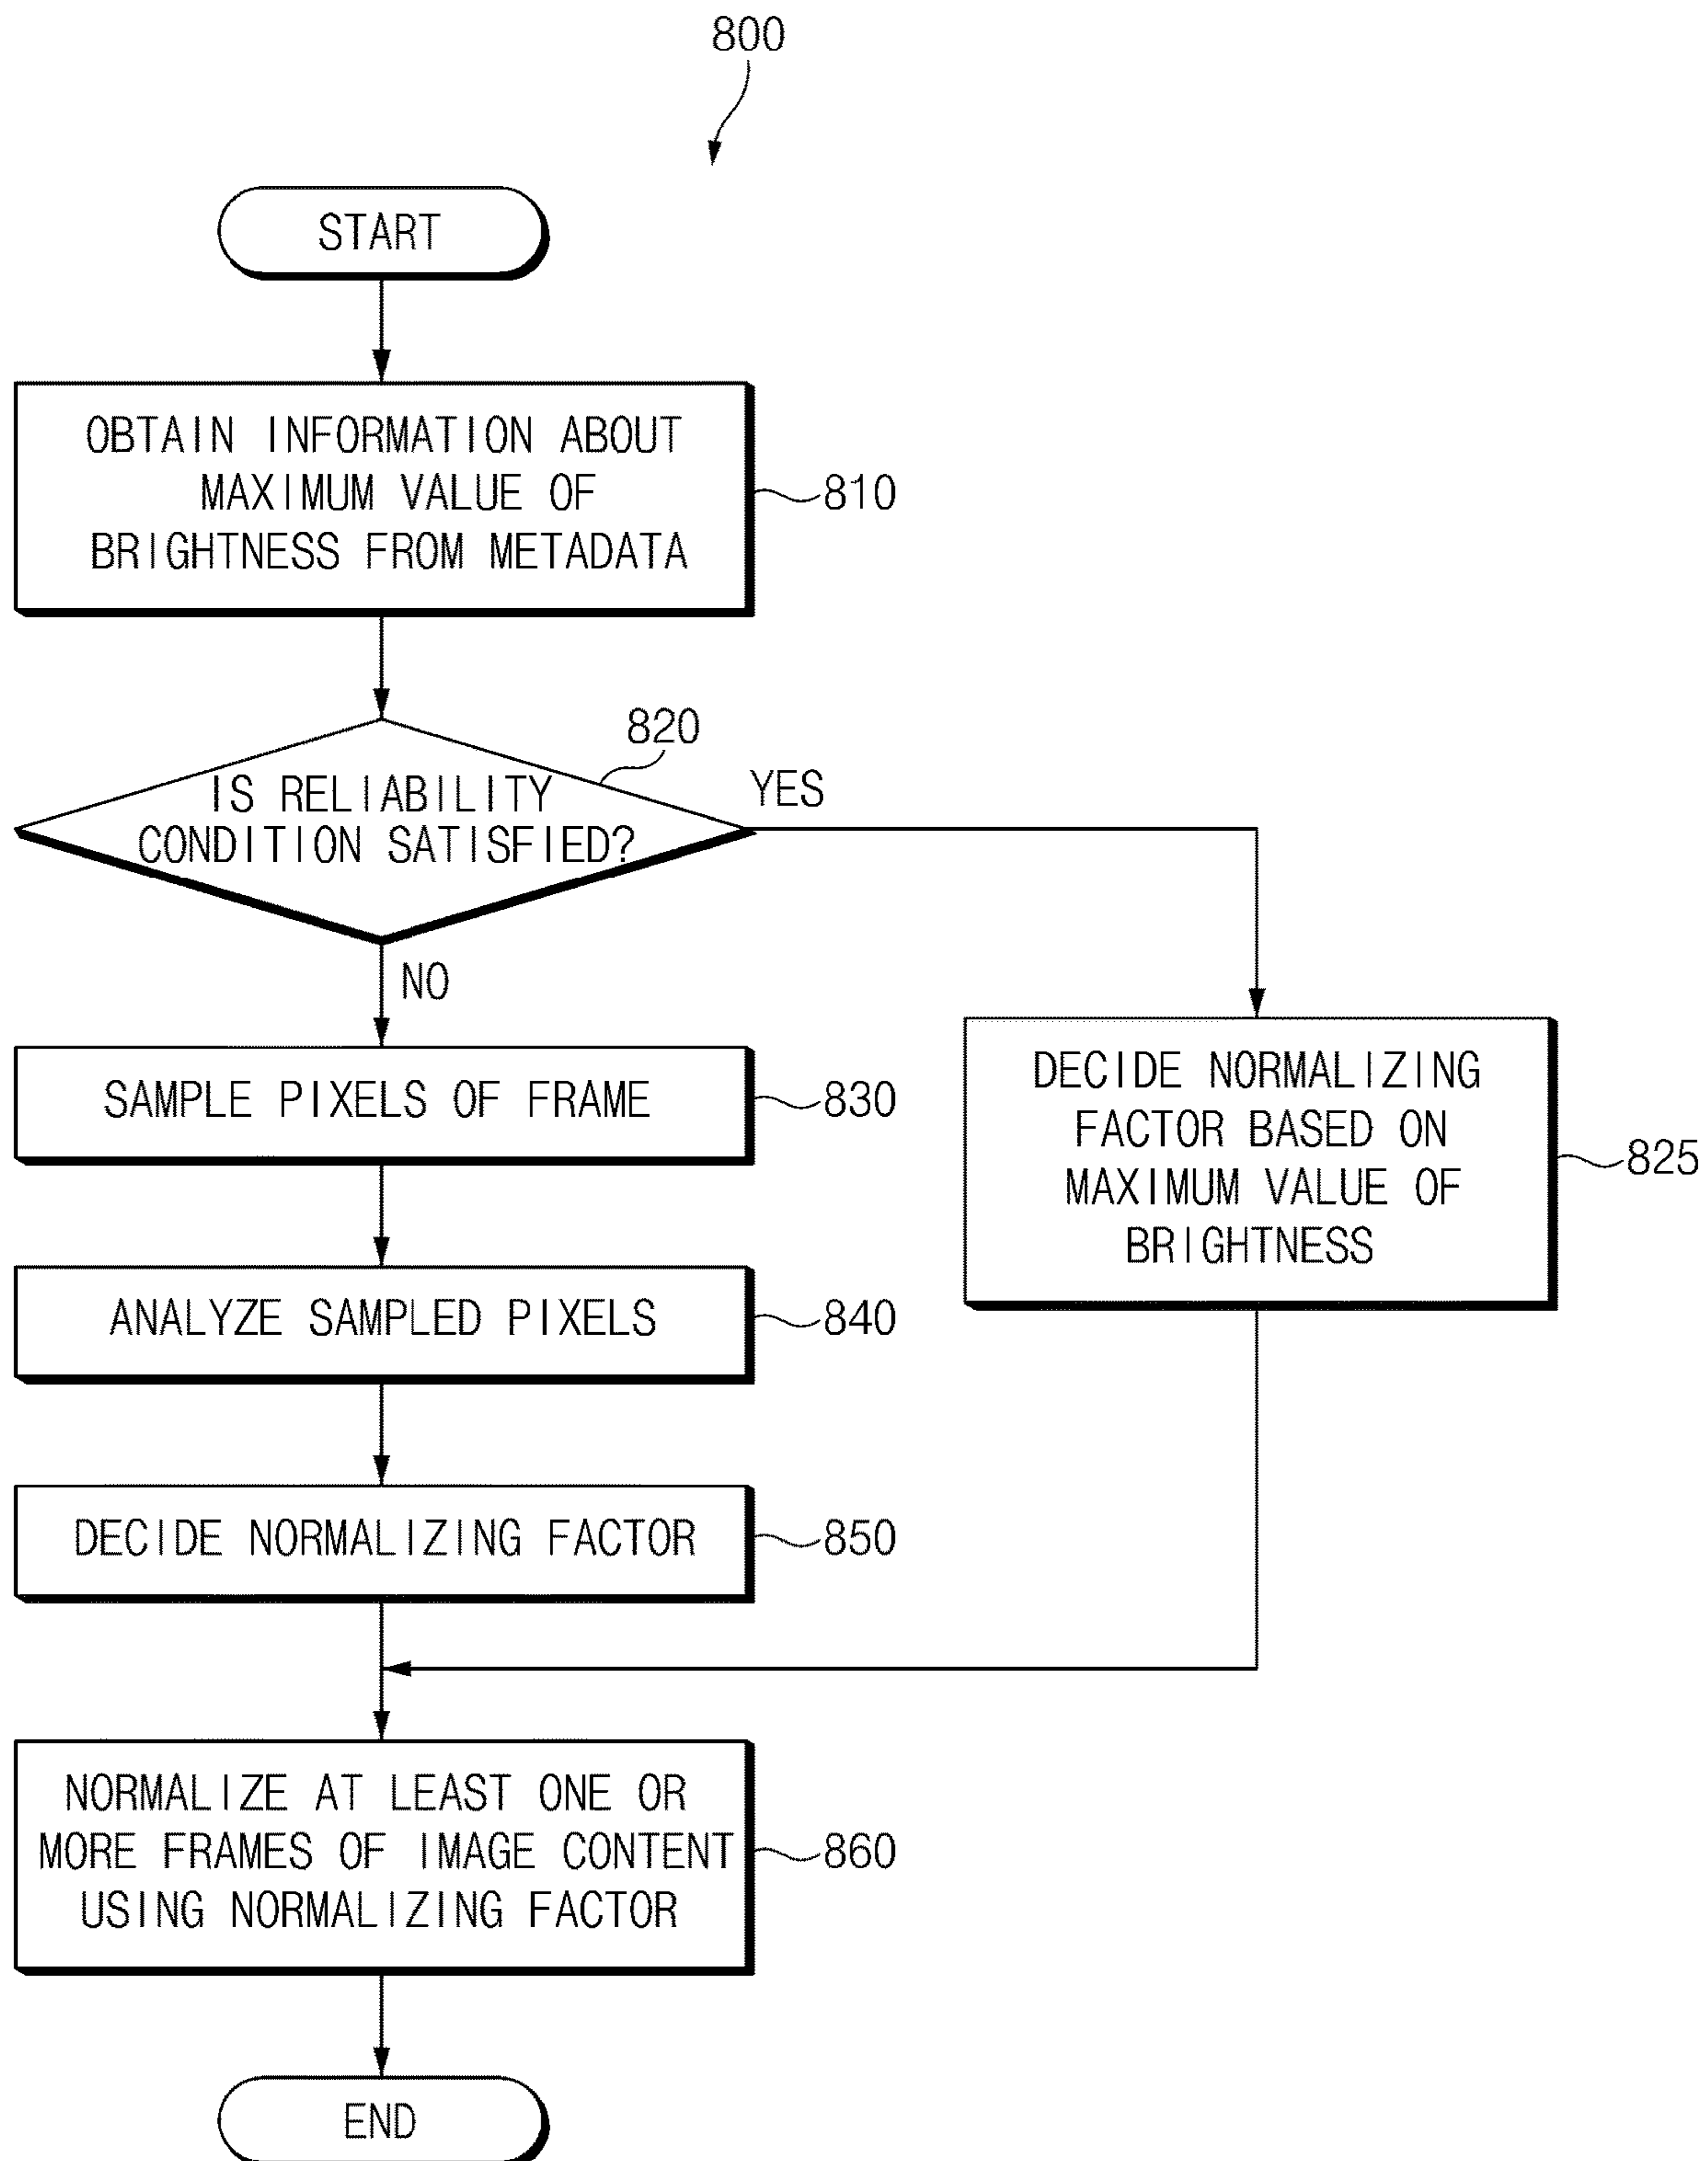 800
START
OBTAIN INFORMATION ABOUT
MAXIMUM VALUE OF
BRIGHTNESS FROM METADATA
810
820
IS RELIABILITY
CONDITION SATISFIED?
YES
NO
SAMPLE PIXELS OF FRAME
830
DECIDE NORMALIZING
FACTOR BASED ON
MAXIMUM VALUE OF
BRIGHTNESS
825
ANALYZE SAMPLED PIXELS
840
DECIDE NORMALIZING FACTOR
850
NORMALIZE AT LEAST ONE OR
MORE FRAMES OF IMAGE CONTENT
USING NORMALIZING FACTOR
860
END